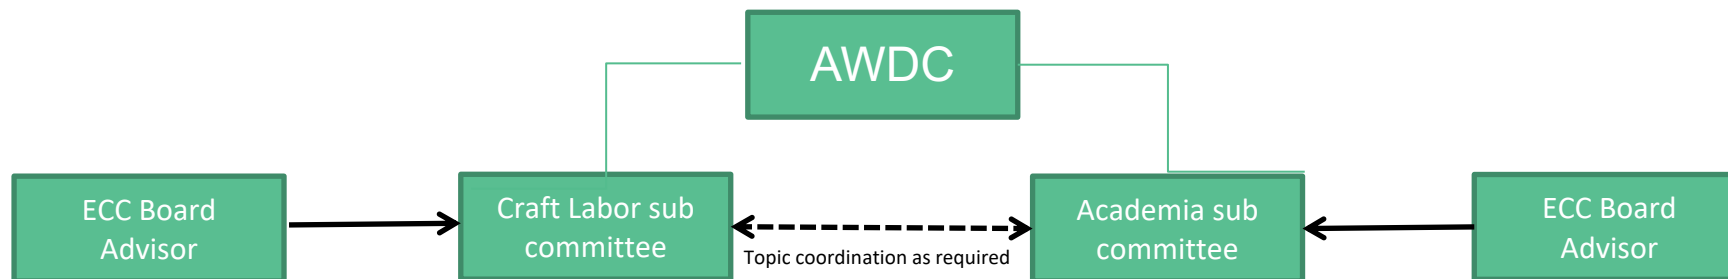 AWDC
ECC Board
Advisor
Craft Labor sub
committee
Topic coordination as required
Academia sub
committee
ECC Board
Advisor